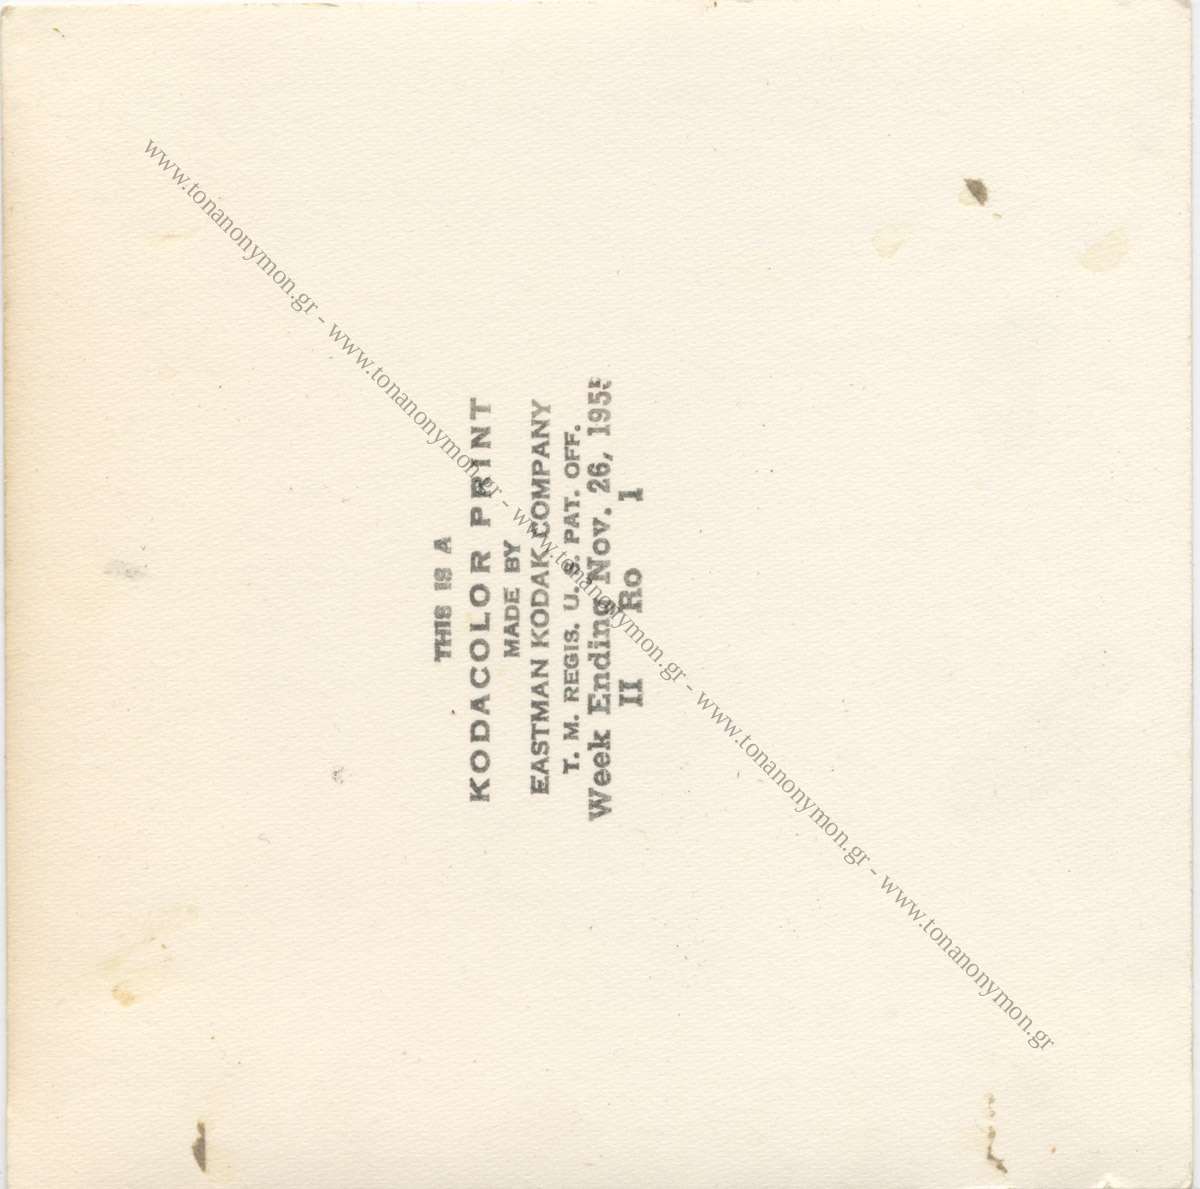 THIS IS A
KODACOLOR PRINT
MADE BY
EASTMAN KODAK COMPANY
T. M. REGIS. U. S. PAT. OFF.
Week Ending Nov. 26, 1955
II Ro 1
www.tonanonymon.gr - www.tonanonymon.gr - www.tonanonymon.gr - www.tonanonymon.gr - www.tonanonymon.gr